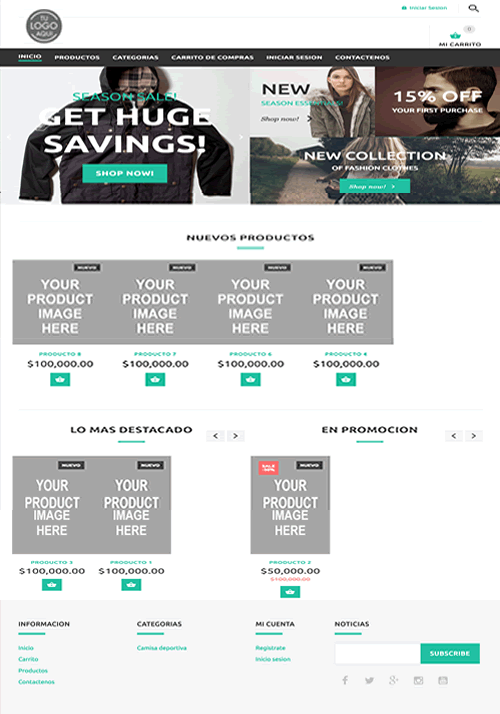 TU
LOGO
AQUI
Iniciar Sesion
0
MI CARRITO
INICIO PRODUCTOS CATEGORIAS CARRITO DE COMPRAS INICIAR SESION CONTACTENOS
SEASON SALE!
GET HUGE
SAVINGS!
SHOP NOW!
NEW
SEASON ESSENTIALS!
Shop now! >
15% OFF
YOUR FIRST PURCHASE
NEW COLLECTION
OF FASHION CLOTHES
Shop now! >
NUEVOS PRODUCTOS
NUEVO NUEVO NUEVO NUEVO
YOUR YOUR YOUR YOUR
PRODUCT PRODUCT PRODUCT PRODUCT
IMAGE IMAGE IMAGE IMAGE
HERE HERE HERE HERE
PRODUCTO 8 PRODUCTO 7 PRODUCTO 6 PRODUCTO 4
$100,000.00 $100,000.00 $100,000.00 $100,000.00
LO MAS DESTACADO < > EN PROMOCION < >
NUEVO NUEVO SALE NUEVO
-50%
YOUR YOUR YOUR
PRODUCT PRODUCT PRODUCT
IMAGE IMAGE IMAGE
HERE HERE HERE
PRODUCTO 3 PRODUCTO 1 PRODUCTO 2
$100,000.00 $100,000.00 $50,000.00
$100,000.00
INFORMACION CATEGORIAS MI CUENTA NOTICIAS
Inicio Camisa deportiva Registrate
Carrito Inicio sesion SUBSCRIBE
Productos
Contactenos